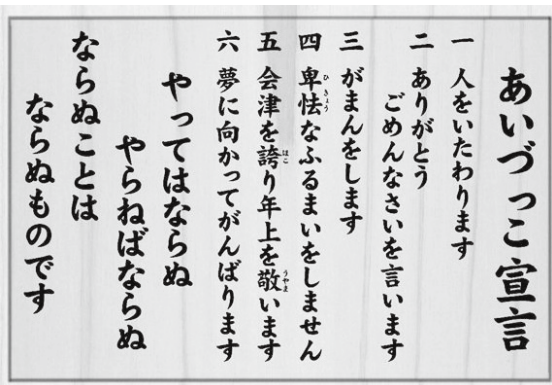 あいづっこ宣言
一 人をいたわります
二 ありがとう
ごめんなさいを言います
三 がまんをします
四 卑怯なふるまいをしません
五 会津を誇り年上を敬います
六 夢に向かってがんばります
やってはならぬ
やらねばならぬ
ならぬことは
ならぬものです